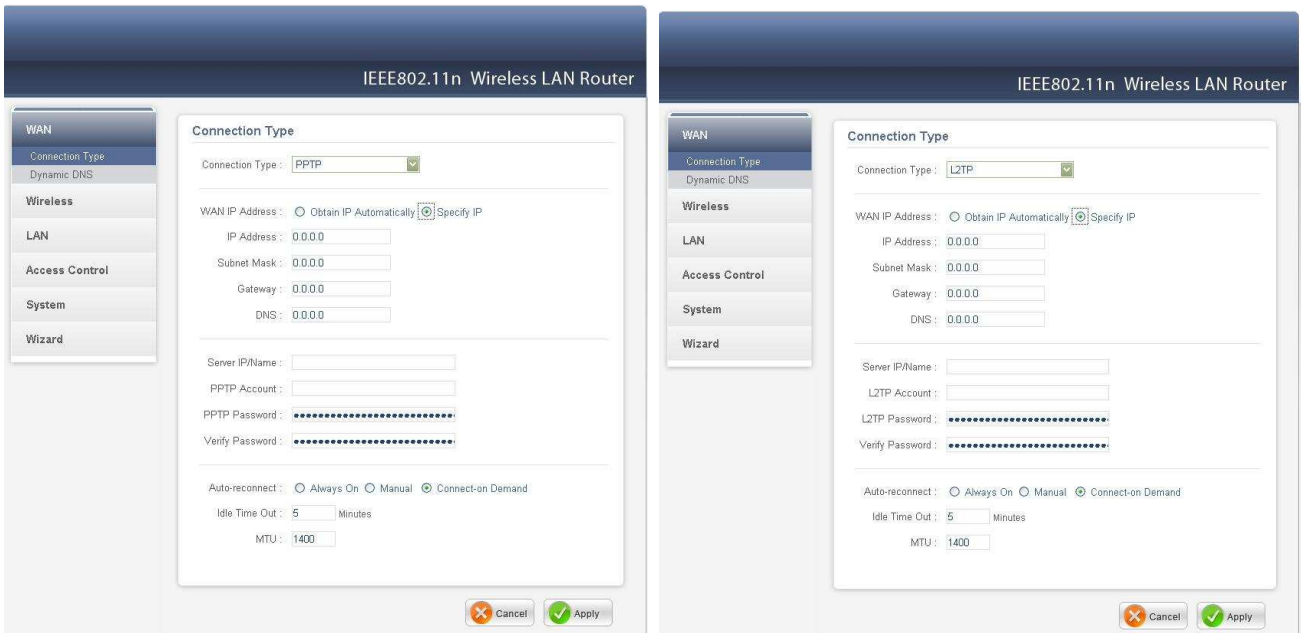 IEEE802.11n Wireless LAN Router
WAN
Connection Type
Dynamic DNS
Wireless
LAN
Access Control
System
Wizard
Connection Type
Connection Type : PPTP
WAN IP Address : Obtain IP Automatically Specify IP
IP Address : 0.0.0.0
Subnet Mask : 0.0.0.0
Gateway : 0.0.0.0
DNS : 0.0.0.0
Server IP/Name :
PPTP Account :
PPTP Password :
Verify Password :
Auto-reconnect : Always On Manual Connect-on Demand
Idle Time Out : 5 Minutes
MTU : 1400
Cancel Apply
IEEE802.11n Wireless LAN Router
WAN
Connection Type
Dynamic DNS
Wireless
LAN
Access Control
System
Wizard
Connection Type
Connection Type : L2TP
WAN IP Address : Obtain IP Automatically Specify IP
IP Address : 0.0.0.0
Subnet Mask : 0.0.0.0
Gateway : 0.0.0.0
DNS : 0.0.0.0
Server IP/Name :
L2TP Account :
L2TP Password :
Verify Password :
Auto-reconnect : Always On Manual Connect-on Demand
Idle Time Out : 5 Minutes
MTU : 1400
Cancel Apply